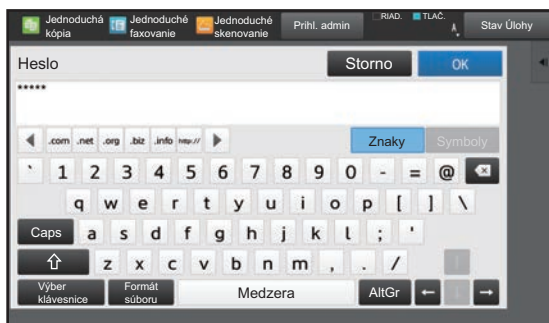 Jednoduchá kópia
Jednoduché faxovanie
Jednoduché skenovanie
Prihl. admin
RIAD.
TLAČ.
Stav Úlohy
Heslo
Storno
OK
*****
.com .net .org .biz .info http://
Znaky
Symboly
` 1 2 3 4 5 6 7 8 9 0 - = @
q w e r t y u i o p [ ] \
Caps a s d f g h j k l ; '
z x c v b n m , . /
Výber klávesnice
Formát súboru
Medzera
AltGr